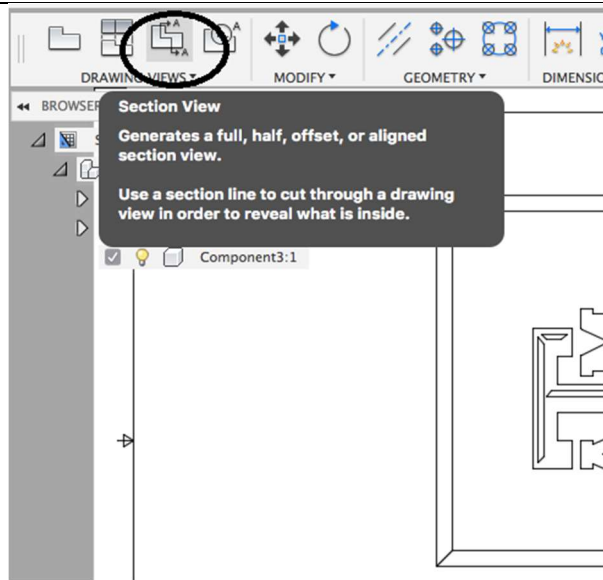 A
A
A
DRAWING VIEWS ▾ MODIFY ▾ GEOMETRY ▾ DIMENSIO
BROWSER
Section View
Generates a full, half, offset, or aligned
section view.
Use a section line to cut through a drawing
view in order to reveal what is inside.
Component3:1